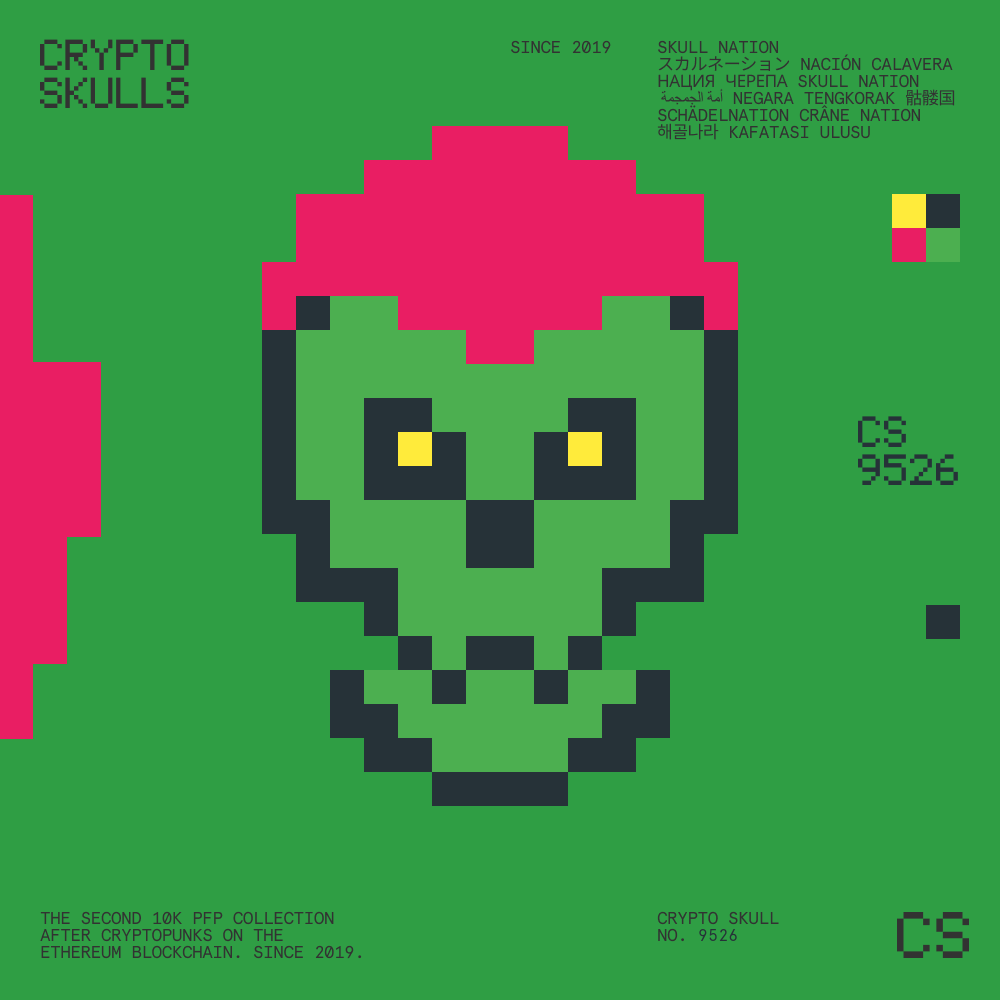 CRYPTO
SKULLS
SINCE 2019
SKULL NATION
スカルネーション NACIÓN CALAVERA
НАЦИЯ ЧЕРЕПА SKULL NATION
أمة الجمجمة NEGARA TENGKORAK 骷髅国
SCHÄDELNATION CRÂNE NATION
해골나라 KAFATASI ULUSU
CS
9526
THE SECOND 10K PFP COLLECTION
AFTER CRYPTOPUNKS ON THE
ETHEREUM BLOCKCHAIN. SINCE 2019.
CRYPTO SKULL
NO. 9526
CS